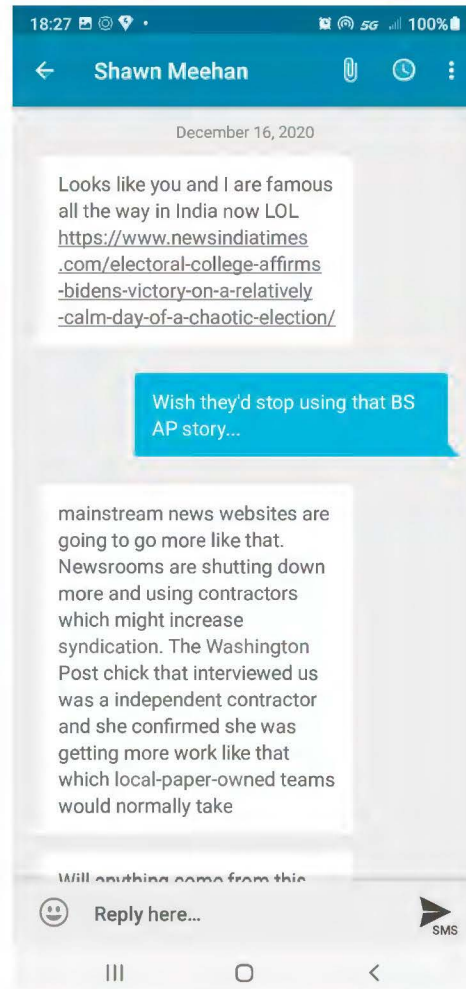 18:27
5G 100%
Shawn Meehan
December 16, 2020
Looks like you and I are famous
all the way in India now LOL
https://www.newsindiatimes
.com/electoral-college-affirms
-bidens-victory-on-a-relatively
-calm-day-of-a-chaotic-election/
Wish they'd stop using that BS
AP story...
mainstream news websites are
going to go more like that.
Newsrooms are shutting down
more and using contractors
which might increase
syndication. The Washington
Post chick that interviewed us
was a independent contractor
and she confirmed she was
getting more work like that
which local-paper-owned teams
would normally take
Will anything come from this
Reply here...
SMS